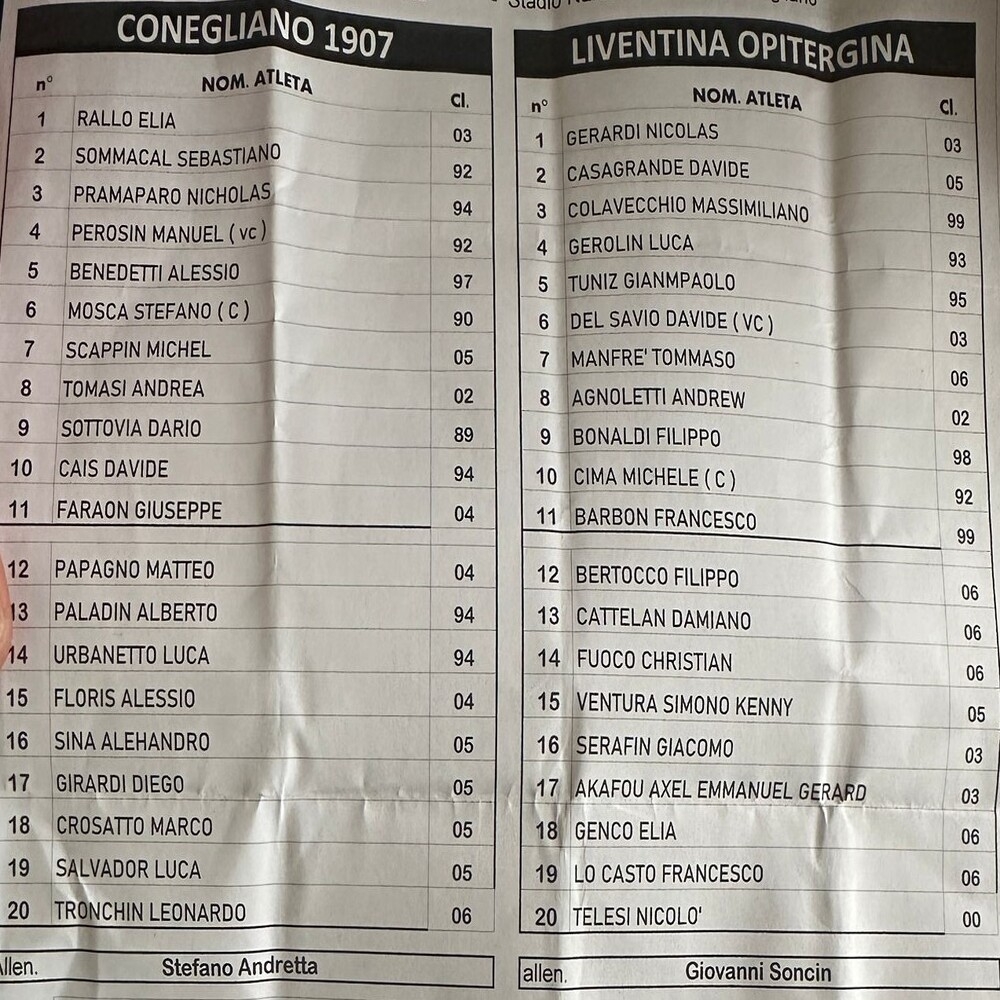 Stadio
CONEGLIANO 1907
n° NOM. ATLETA Cl.
1 RALLO ELIA 03
2 SOMMACAL SEBASTIANO 92
3 PRAMAPARO NICHOLAS 94
4 PEROSIN MANUEL ( vc ) 92
5 BENEDETTI ALESSIO 97
6 MOSCA STEFANO ( C ) 90
7 SCAPPIN MICHEL 05
8 TOMASI ANDREA 02
9 SOTTOVIA DARIO 89
10 CAIS DAVIDE 94
11 FARAON GIUSEPPE 04
12 PAPAGNO MATTEO 04
13 PALADIN ALBERTO 94
14 URBANETTO LUCA 94
15 FLORIS ALESSIO 04
16 SINA ALEHANDRO 05
17 GIRARDI DIEGO 05
18 CROSATTO MARCO 05
19 SALVADOR LUCA 05
20 TRONCHIN LEONARDO 06
Allen. Stefano Andretta
LIVENTINA OPITERGINA
n° NOM. ATLETA Cl.
1 GERARDI NICOLAS 03
2 CASAGRANDE DAVIDE 05
3 COLAVECCHIO MASSIMILIANO 99
4 GEROLIN LUCA 93
5 TUNIZ GIANMPAOLO 95
6 DEL SAVIO DAVIDE ( VC ) 03
7 MANFRE' TOMMASO 06
8 AGNOLETTI ANDREW 02
9 BONALDI FILIPPO 98
10 CIMA MICHELE ( C ) 92
11 BARBON FRANCESCO 99
12 BERTOCCO FILIPPO 06
13 CATTELAN DAMIANO 06
14 FUOCO CHRISTIAN 06
15 VENTURA SIMONO KENNY 05
16 SERAFIN GIACOMO 03
17 AKAFOU AXEL EMMANUEL GERARD 03
18 GENCO ELIA 06
19 LO CASTO FRANCESCO 06
20 TELESI NICOLO' 00
allen. Giovanni Soncin